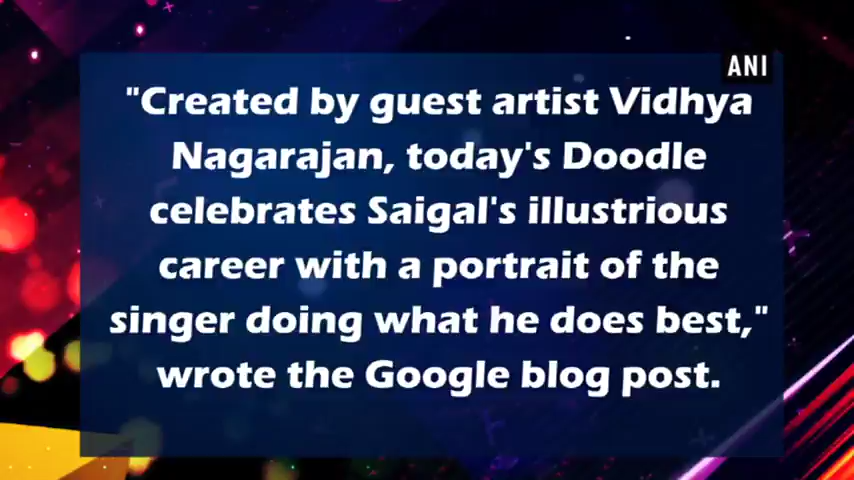 ANI
"Created by guest artist Vidhya
Nagarajan, today's Doodle
celebrates Saigal's illustrious
career with a portrait of the
singer doing what he does best,"
wrote the Google blog post.